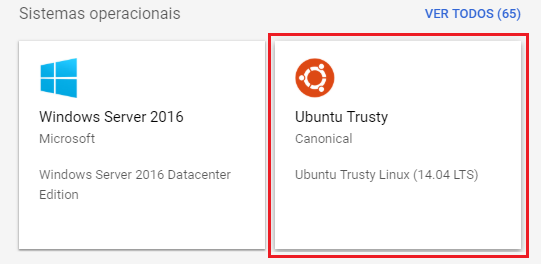 Sistemas operacionais
VER TODOS (65)
Windows Server 2016
Microsoft
Windows Server 2016 Datacenter
Edition
Ubuntu Trusty
Canonical
Ubuntu Trusty Linux (14.04 LTS)